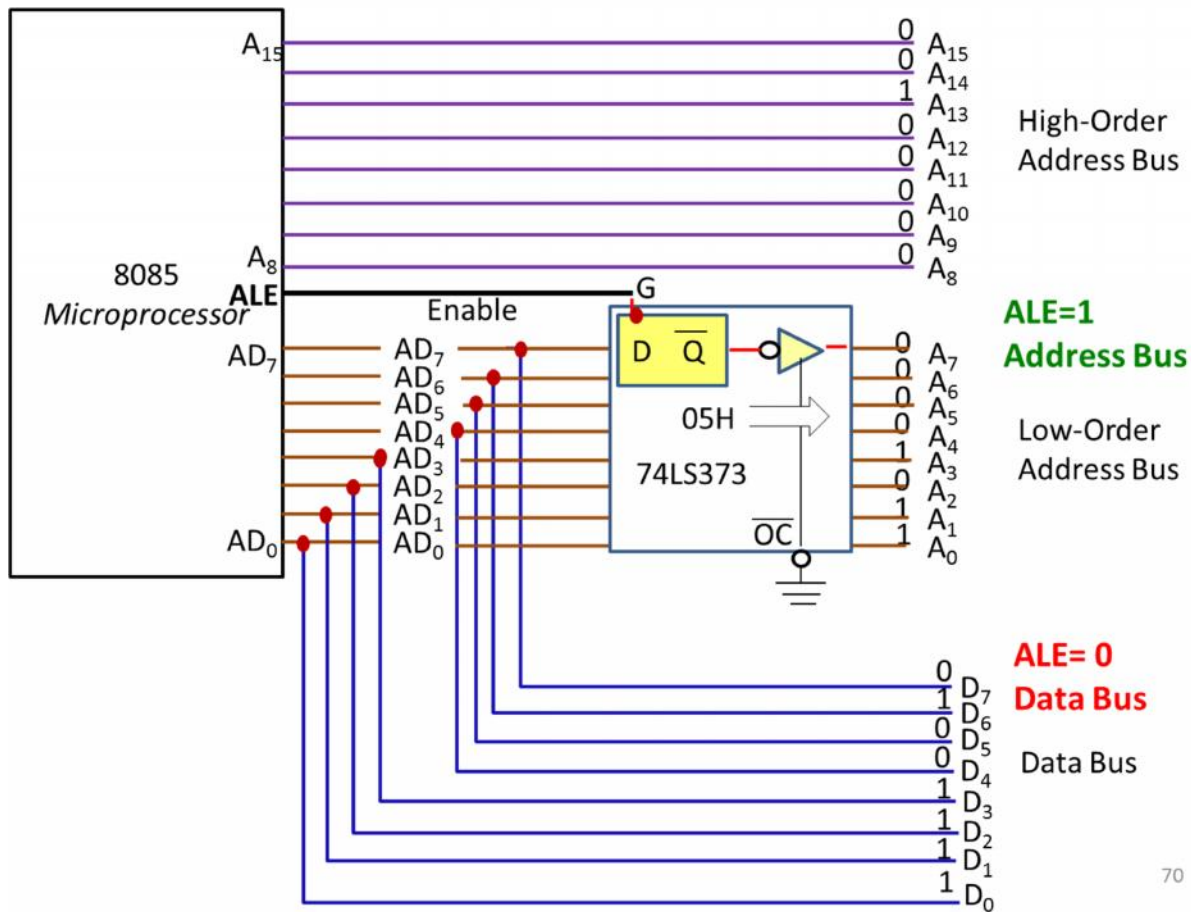 0 A15
A15
0 A14
1 A13
0 A12
High-Order
Address Bus
0 A11
0 A10
0 A9
0 A8
A8
8085
Microprocessor
ALE
Enable
G
ALE=1
Address Bus
AD7
AD7
D Q̅
0 A7
AD6
0 A6
AD5
05H
0 A5
AD4
0 A4
Low-Order
Address Bus
AD3
74LS373
1 A3
AD2
0 A2
AD1
O̅C̅
1 A1
AD0
AD0
1 A0
ALE= 0
Data Bus
0 D7
1 D6
0 D5
0 D4
Data Bus
1 D3
1 D2
1 D1
1 D0
70